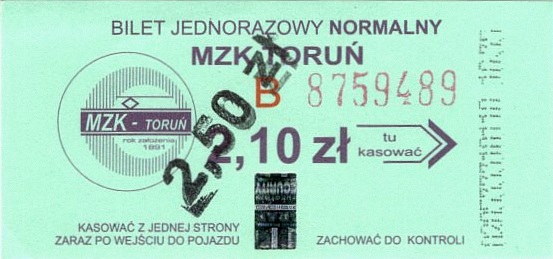 BILET JEDNORAZOWY NORMALNY
MZK TORUŃ
B 8759489
MZK - TORUŃ
rok założenia
1891
2,50 zł
2,10 zł
tu
kasować
KASOWAĆ Z JEDNEJ STRONY
ZARAZ PO WEJŚCIU DO POJAZDU
ZACHOWAĆ DO KONTROLI